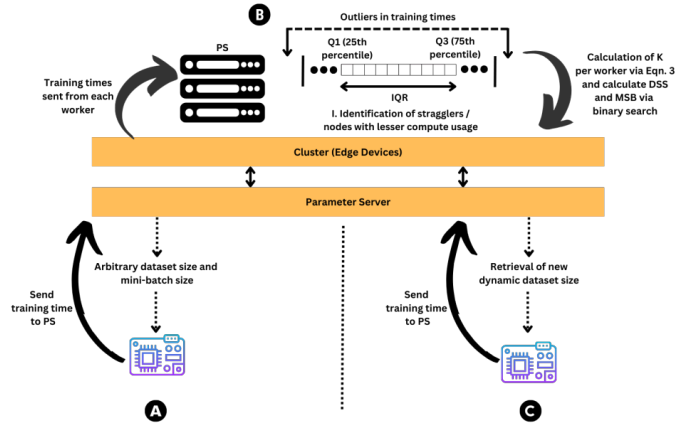 B
Outliers in training times
PS
Q1 (25th
percentile)
Q3 (75th
percentile)
Training times
sent from each
worker
Calculation of K
per worker via Eqn. 3
and calculate DSS
and MSB via
binary search
IQR
I. Identification of stragglers /
nodes with lesser compute usage
Cluster (Edge Devices)
Parameter Server
Arbitrary dataset size and
mini-batch size
Send
training time
to PS
Retrieval of new
dynamic dataset size
Send
training time
to PS
A
C